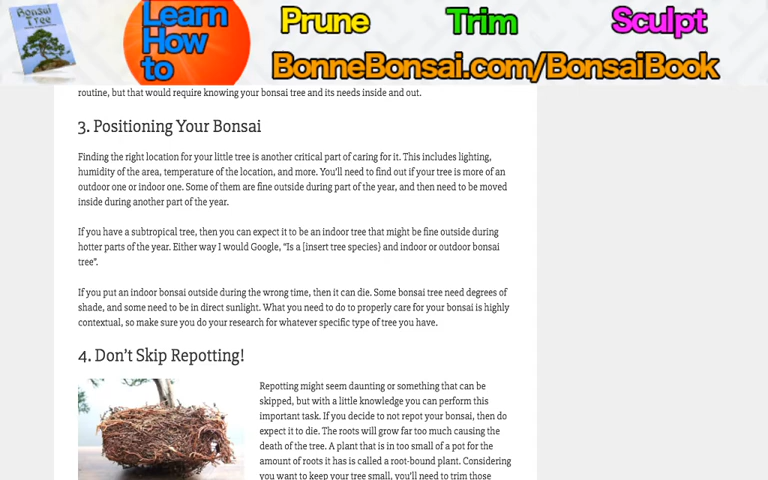 Bonsai
Tree
Learn
How
to
Prune
Trim
Sculpt
BonneBonsai.com/BonsaiBook
routine, but that would require knowing your bonsai tree and its needs inside and out.
3. Positioning Your Bonsai
Finding the right location for your little tree is another critical part of caring for it. This includes lighting,
humidity of the area, temperature of the location, and more. You'll need to find out if your tree is more of an
outdoor one or indoor one. Some of them are fine outside during part of the year, and then need to be moved
inside during another part of the year.
If you have a subtropical tree, then you can expect it to be an indoor tree that might be fine outside during
hotter parts of the year. Either way I would Google, "Is a [insert tree species} and indoor or outdoor bonsai
tree".
If you put an indoor bonsai outside during the wrong time, then it can die. Some bonsai tree need degrees of
shade, and some need to be in direct sunlight. What you need to do to properly care for your bonsai is highly
contextual, so make sure you do your research for whatever specific type of tree you have.
4. Don't Skip Repotting!
Repotting might seem daunting or something that can be
skipped, but with a little knowledge you can perform this
important task. If you decide to not repot your bonsai, then do
expect it to die. The roots will grow far too much causing the
death of the tree. A plant that is in too small of a pot for the
amount of roots it has is called a root-bound plant. Considering
you want to keep your tree small, you'll need to trim those